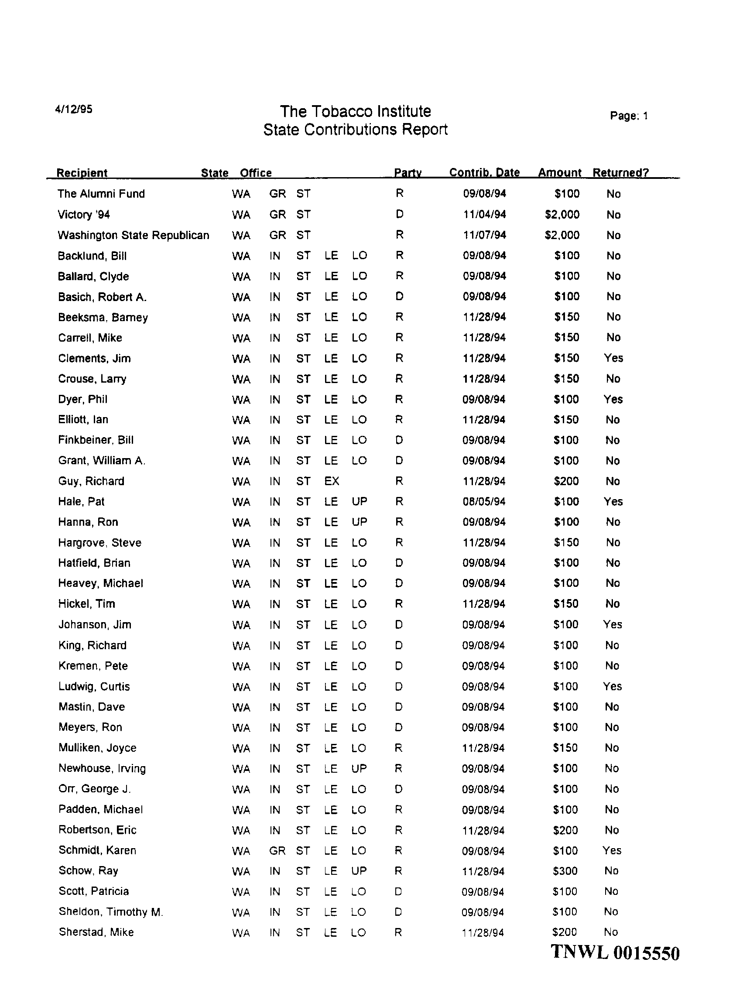 4/12/95
The Tobacco Institute
Page: 1
State Contributions Report
Recipient State Office Party Contrib. Date Amount Returned?
The Alumni Fund WA GR ST R 09/08/94 $100 No
Victory '94 WA GR ST D 11/04/94 $2,000 No
Washington State Republican WA GR ST R 11/07/94 $2,000 No
Backlund, Bill WA IN ST LE LO R 09/08/94 $100 No
Ballard, Clyde WA IN ST LE LO R 09/08/94 $100 No
Basich, Robert A. WA IN ST LE LO D 09/08/94 $100 No
Beeksma, Barney WA IN ST LE LO R 11/28/94 $150 No
Carrell, Mike WA IN ST LE LO R 11/28/94 $150 No
Clements, Jim WA IN ST LE LO R 11/28/94 $150 Yes
Crouse, Larry WA IN ST LE LO R 11/28/94 $150 No
Dyer, Phil WA IN ST LE LO R 09/08/94 $100 Yes
Elliott, Ian WA IN ST LE LO R 11/28/94 $150 No
Finkbeiner, Bill WA IN ST LE LO D 09/08/94 $100 No
Grant, William A. WA IN ST LE LO D 09/08/94 $100 No
Guy, Richard WA IN ST EX R 11/28/94 $200 No
Hale, Pat WA IN ST LE UP R 08/05/94 $100 Yes
Hanna, Ron WA IN ST LE UP R 09/08/94 $100 No
Hargrove, Steve WA IN ST LE LO R 11/28/94 $150 No
Hatfield, Brian WA IN ST LE LO D 09/08/94 $100 No
Heavey, Michael WA IN ST LE LO D 09/08/94 $100 No
Hickel, Tim WA IN ST LE LO R 11/28/94 $150 No
Johanson, Jim WA IN ST LE LO D 09/08/94 $100 Yes
King, Richard WA IN ST LE LO D 09/08/94 $100 No
Kremen, Pete WA IN ST LE LO D 09/08/94 $100 No
Ludwig, Curtis WA IN ST LE LO D 09/08/94 $100 Yes
Mastin, Dave WA IN ST LE LO D 09/08/94 $100 No
Meyers, Ron WA IN ST LE LO D 09/08/94 $100 No
Mulliken, Joyce WA IN ST LE LO R 11/28/94 $150 No
Newhouse, Irving WA IN ST LE UP R 09/08/94 $100 No
Orr, George J. WA IN ST LE LO D 09/08/94 $100 No
Padden, Michael WA IN ST LE LO R 09/08/94 $100 No
Robertson, Eric WA IN ST LE LO R 11/28/94 $200 No
Schmidt, Karen WA GR ST LE LO R 09/08/94 $100 Yes
Schow, Ray WA IN ST LE UP R 11/28/94 $300 No
Scott, Patricia WA IN ST LE LO D 09/08/94 $100 No
Sheldon, Timothy M. WA IN ST LE LO D 09/08/94 $100 No
Sherstad, Mike WA IN ST LE LO R 11/28/94 $200 No
TNWL 0015550